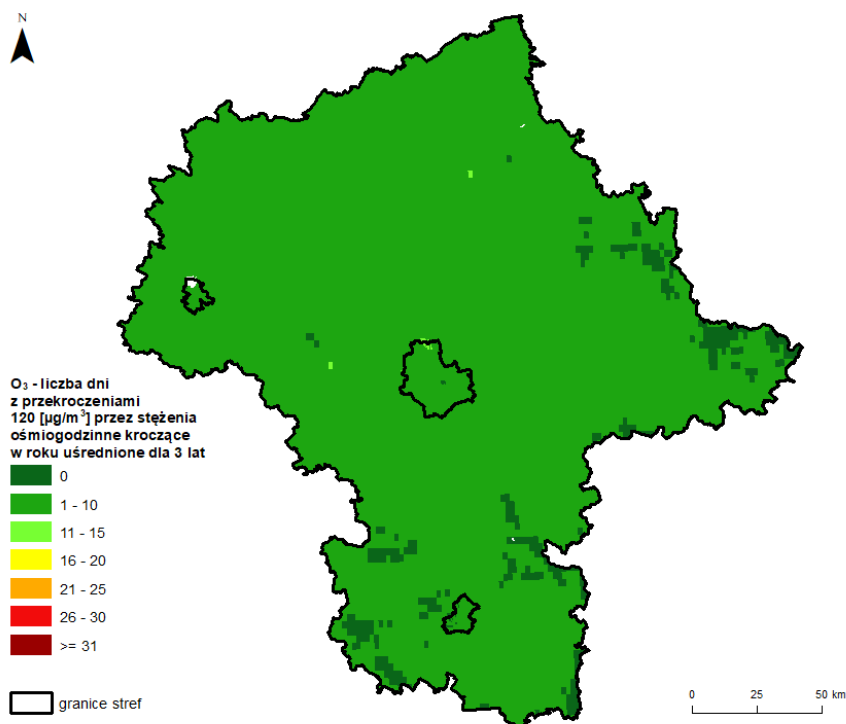 N
O₃ - liczba dni
z przekroczeniami
120 [µg/m³] przez stężenia
ośmiogodzinne kroczące
w roku uśrednione dla 3 lat
0
1 - 10
11 - 15
16 - 20
21 - 25
26 - 30
>= 31
granice stref
0 25 50 km